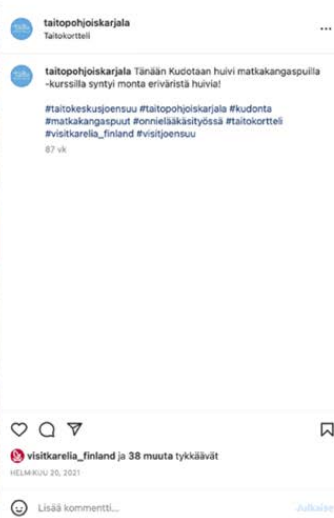 taitopohjoiskarjala
Taitokortteli
taitopohjoiskarjala Tänään Kudotaan huivi matkakangaspuilla
-kurssilla syntyi monta eriväristä huivia!
#taitokeskusjoensuu #taitopohjoiskarjala #kudonta
#matkakangaspuut #onnielääkäsityössä #taitokortteli
#visitkarelia_finland #visitjoensuu
87 vk
visitkarelia_finland ja 38 muuta tykkäävät
HELMIKUU 20, 2021
Lisää kommentti...
Julkaise